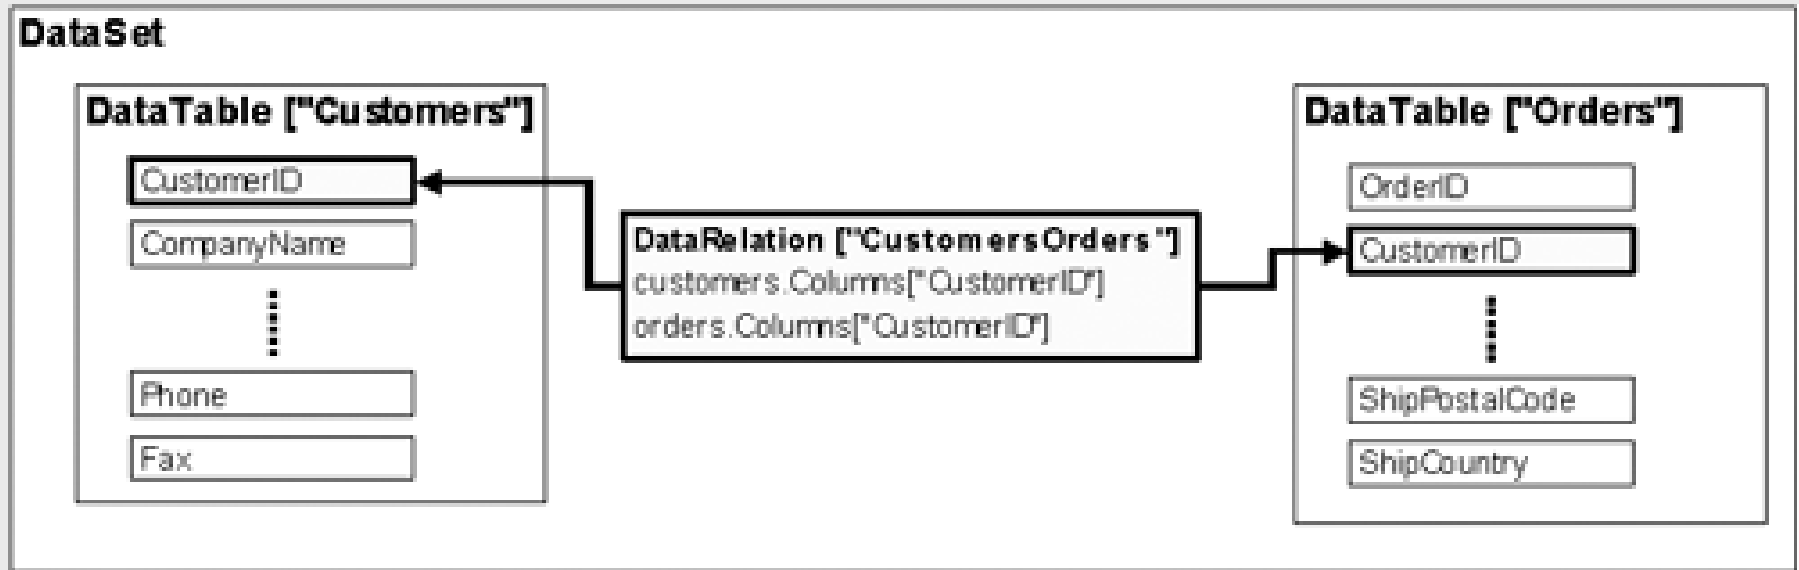 DataSet
DataTable ["Customers"]
CustomerID
CompanyName
Phone
Fax
DataRelation ["CustomersOrders"]
customers.Columns["CustomerID"]
orders.Columns["CustomerID"]
DataTable ["Orders"]
OrderID
CustomerID
ShipPostalCode
ShipCountry